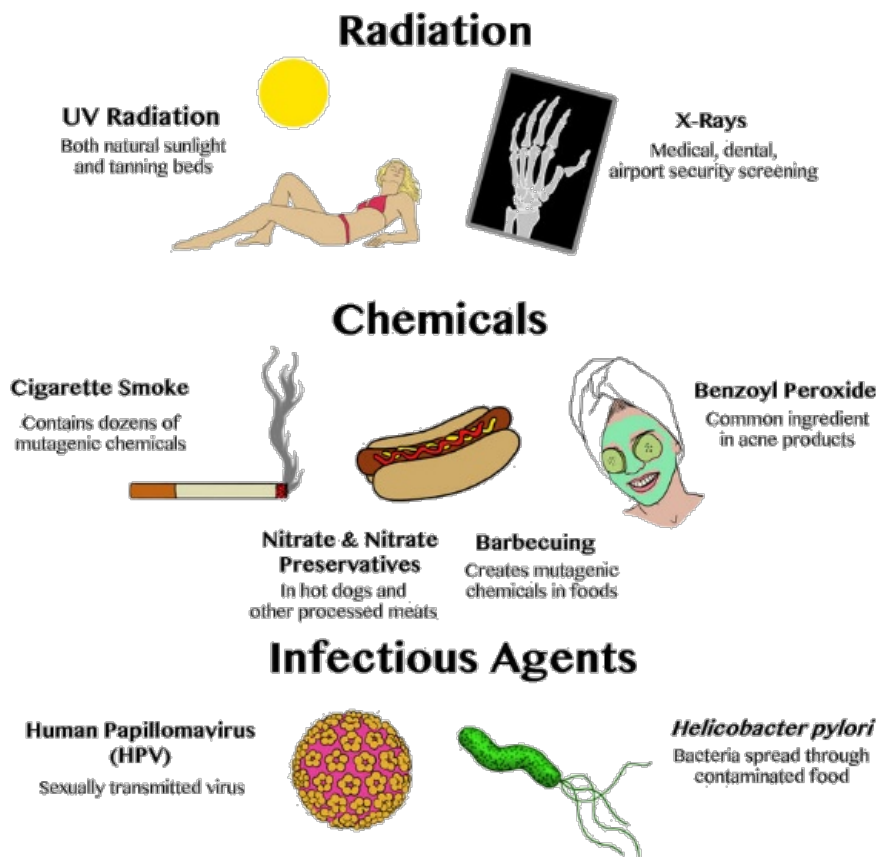 Radiation
UV Radiation
Both natural sunlight
and tanning beds
X-Rays
Medical, dental,
airport security screening
Chemicals
Cigarette Smoke
Contains dozens of
mutagenic chemicals
Benzoyl Peroxide
Common ingredient
in acne products
Nitrate & Nitrate
Preservatives
In hot dogs and
other processed meats
Barbecuing
Creates mutagenic
chemicals in foods
Infectious Agents
Human Papillomavirus
(HPV)
Sexually transmitted virus
Helicobacter pylori
Bacteria spread through
contaminated food